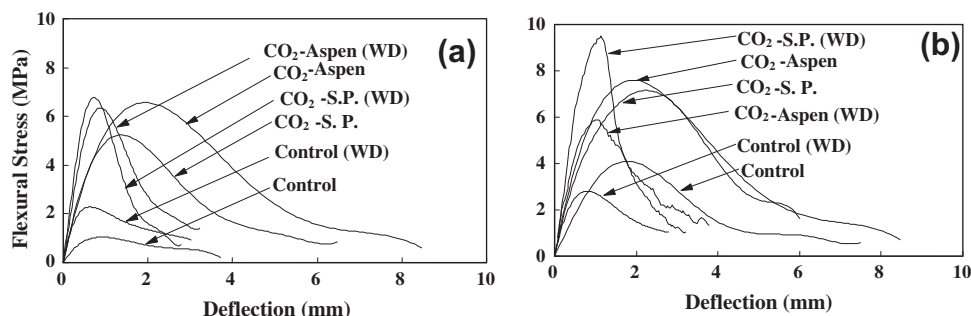 10
8
6
4
2
0
Flexural Stress (MPa)
(a)
CO₂-Aspen (WD)
CO₂-Aspen
CO₂ -S.P. (WD)
CO₂ -S. P.
Control (WD)
Control
0 2 4 6 8 10
Deflection (mm)
10
8
6
4
2
0
(b)
CO₂ -S.P. (WD)
CO₂ -Aspen
CO₂ -S. P.
CO₂ -Aspen (WD)
Control (WD)
Control
0 2 4 6 8 10
Deflection (mm)